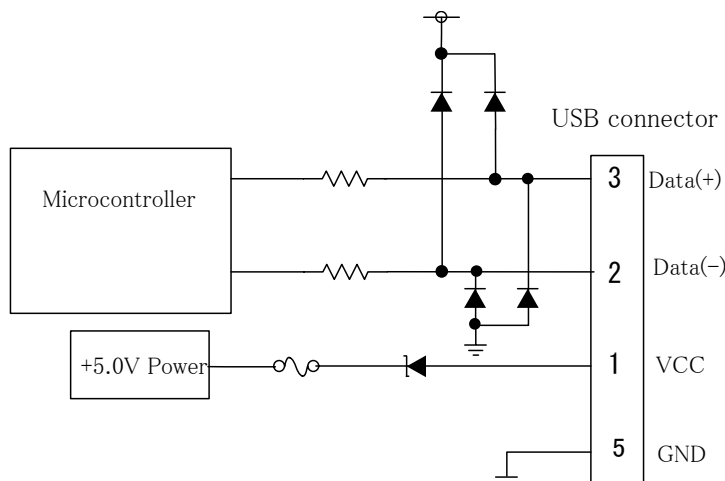 USB connector
Microcontroller
3 Data(+)
2 Data(-)
+5.0V Power
1 VCC
5 GND